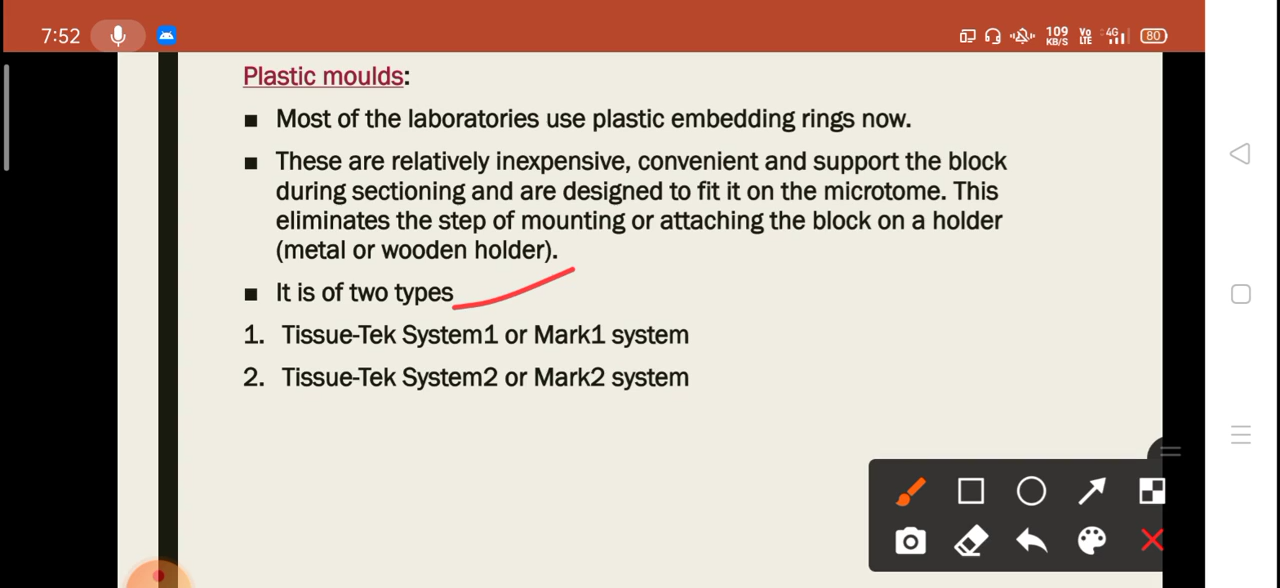 7:52
109
KB/S
Vo
LTE
4G
80
Plastic moulds:
■ Most of the laboratories use plastic embedding rings now.
■ These are relatively inexpensive, convenient and support the block
during sectioning and are designed to fit it on the microtome. This
eliminates the step of mounting or attaching the block on a holder
(metal or wooden holder).
■ It is of two types
1. Tissue-Tek System1 or Mark1 system
2. Tissue-Tek System2 or Mark2 system